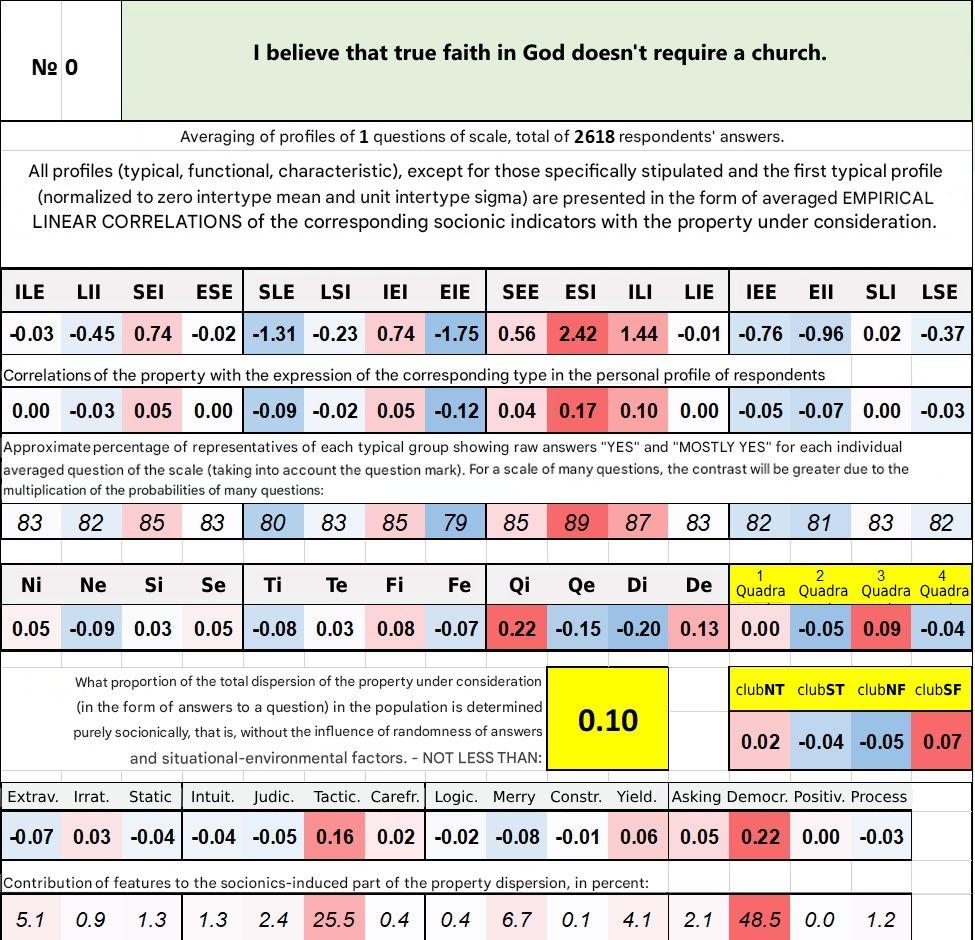 № 0
I believe that true faith in God doesn't require a church.
Averaging of profiles of 1 questions of scale, total of 2618 respondents' answers.
All profiles (typical, functional, characteristic), except for those specifically stipulated and the first typical profile
(normalized to zero intertype mean and unit intertype sigma) are presented in the form of averaged EMPIRICAL
LINEAR CORRELATIONS of the corresponding socionic indicators with the property under consideration.
ILE LII SEI ESE SLE LSI IEI EIE SEE ESI ILI LIE IEE EII SLI LSE
-0.03 -0.45 0.74 -0.02 -1.31 -0.23 0.74 -1.75 0.56 2.42 1.44 -0.01 -0.76 -0.96 0.02 -0.37
Correlations of the property with the expression of the corresponding type in the personal profile of respondents
0.00 -0.03 0.05 0.00 -0.09 -0.02 0.05 -0.12 0.04 0.17 0.10 0.00 -0.05 -0.07 0.00 -0.03
Approximate percentage of representatives of each typical group showing raw answers "YES" and "MOSTLY YES" for each individual
averaged question of the scale (taking into account the question mark). For a scale of many questions, the contrast will be greater due to the
multiplication of the probabilities of many questions:
83 82 85 83 80 83 85 79 85 89 87 83 82 81 83 82
Ni Ne Si Se Ti Te Fi Fe Qi Qe Di De 1 Quadra 2 Quadra 3 Quadra 4 Quadra
0.05 -0.09 0.03 0.05 -0.08 0.03 0.08 -0.07 0.22 -0.15 -0.20 0.13 0.00 -0.05 0.09 -0.04
What proportion of the total dispersion of the property under consideration
(in the form of answers to a question) in the population is determined
purely socionically, that is, without the influence of randomness of answers
and situational-environmental factors. - NOT LESS THAN:
0.10
clubNT clubST clubNF clubSF
0.02 -0.04 -0.05 0.07
Extrav. Irrat. Static Intuit. Judic. Tactic. Carefr. Logic. Merry Constr. Yield. Asking Democr. Positiv. Process
-0.07 0.03 -0.04 -0.04 -0.05 0.16 0.02 -0.02 -0.08 -0.01 0.06 0.05 0.22 0.00 -0.03
Contribution of features to the socionics-induced part of the property dispersion, in percent:
5.1 0.9 1.3 1.3 2.4 25.5 0.4 0.4 6.7 0.1 4.1 2.1 48.5 0.0 1.2